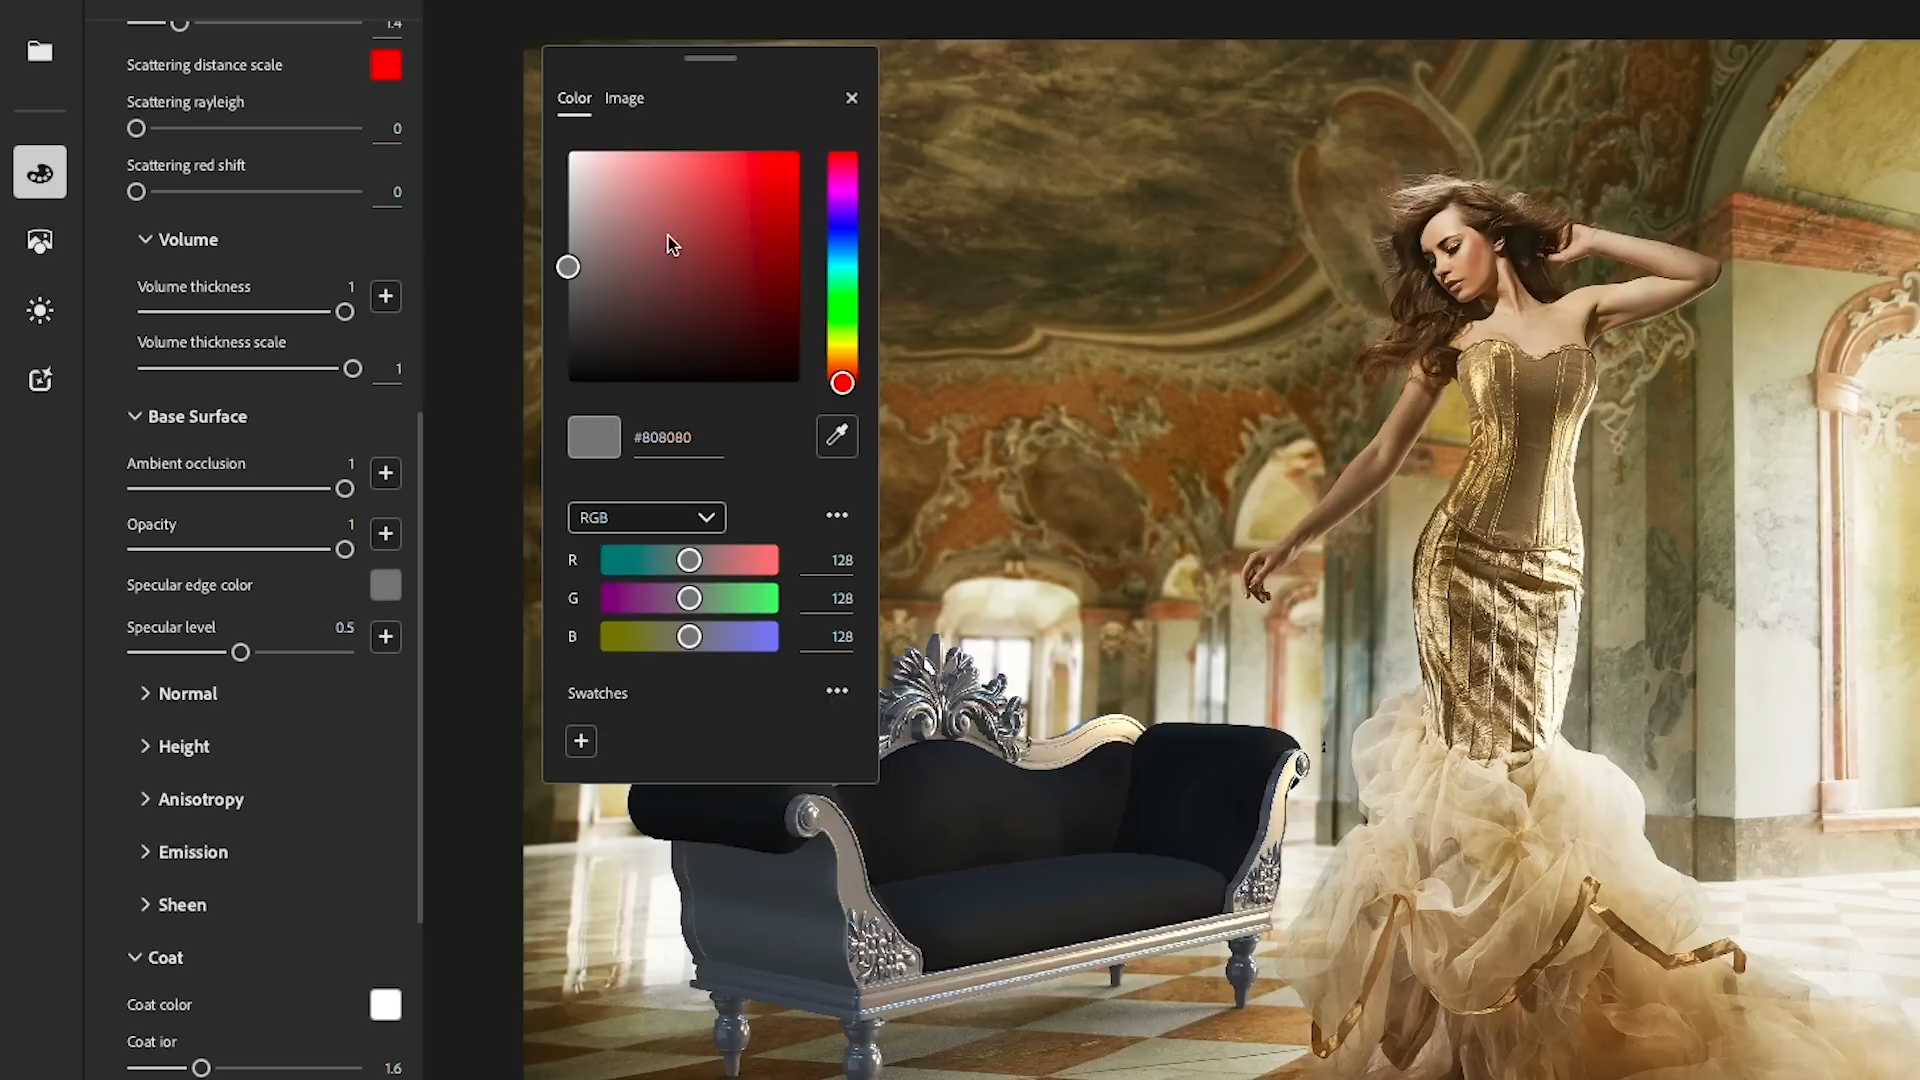 1.4
Scattering distance scale
Scattering rayleigh
0
Scattering red shift
0
Volume
Volume thickness 1
Volume thickness scale
1
Base Surface
Ambient occlusion 1
Opacity 1
Specular edge color
Specular level 0.5
Normal
Height
Anisotropy
Emission
Sheen
Coat
Coat color
Coat ior
1.6
Color Image
#808080
RGB
R 128
G 128
B 128
Swatches